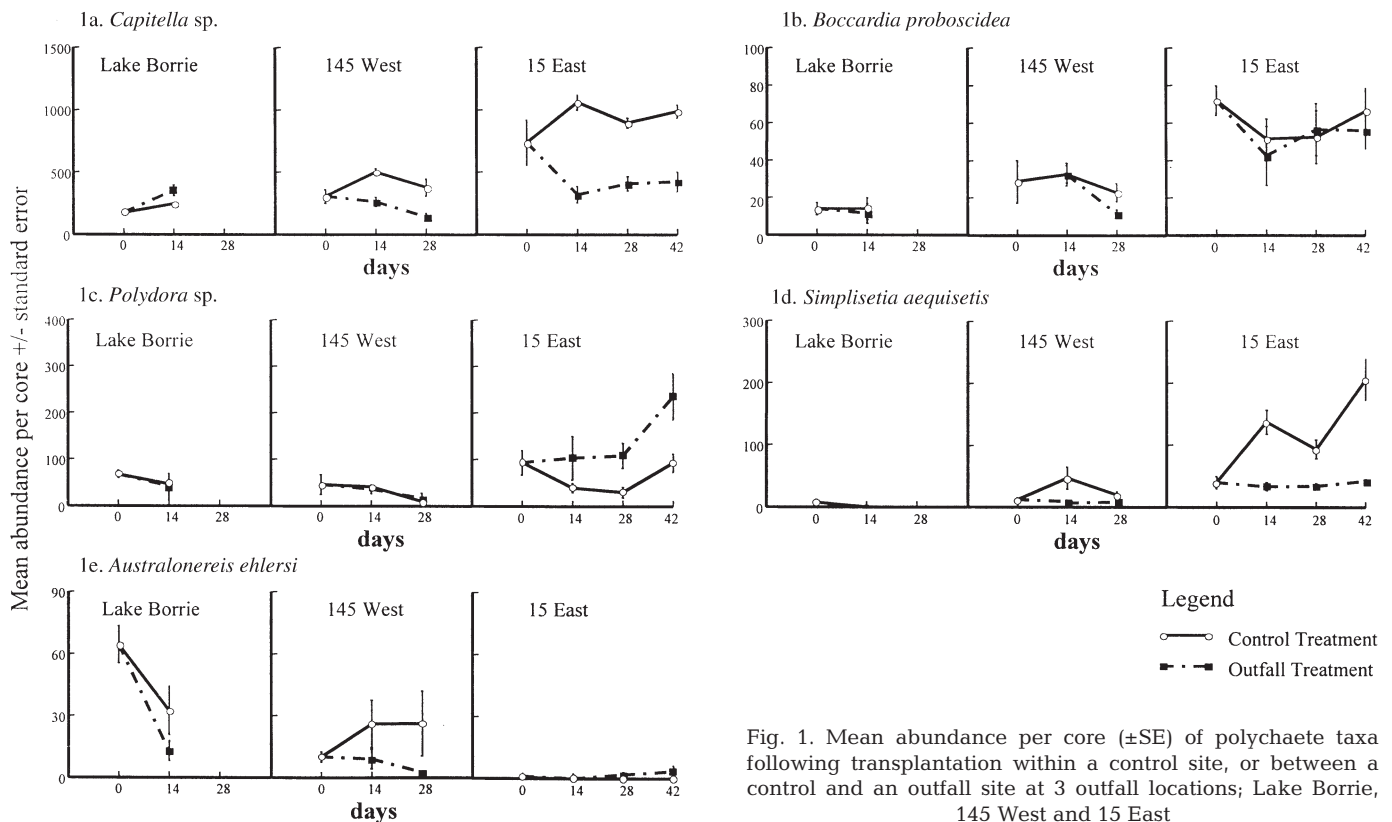 1a. Capitella sp.
1500
1000
500
0
Lake Borrie
145 West
15 East
0 14 28
0 14 28
0 14 28 42
days
1b. Boccardia proboscidea
100
80
60
40
20
0
Lake Borrie
145 West
15 East
0 14 28
0 14 28
0 14 28 42
days
Mean abundance per core +/- standard error
1c. Polydora sp.
400
300
200
100
0
Lake Borrie
145 West
15 East
0 14 28
0 14 28
0 14 28 42
days
1d. Simplisetia aequisetis
300
200
100
0
Lake Borrie
145 West
15 East
0 14 28
0 14 28
0 14 28 42
days
1e. Australonereis ehlersi
90
60
30
0
Lake Borrie
145 West
15 East
0 14 28
0 14 28
0 14 28 42
days
Legend
Control Treatment
Outfall Treatment
Fig. 1. Mean abundance per core (±SE) of polychaete taxa
following transplantation within a control site, or between a
control and an outfall site at 3 outfall locations; Lake Borrie,
145 West and 15 East